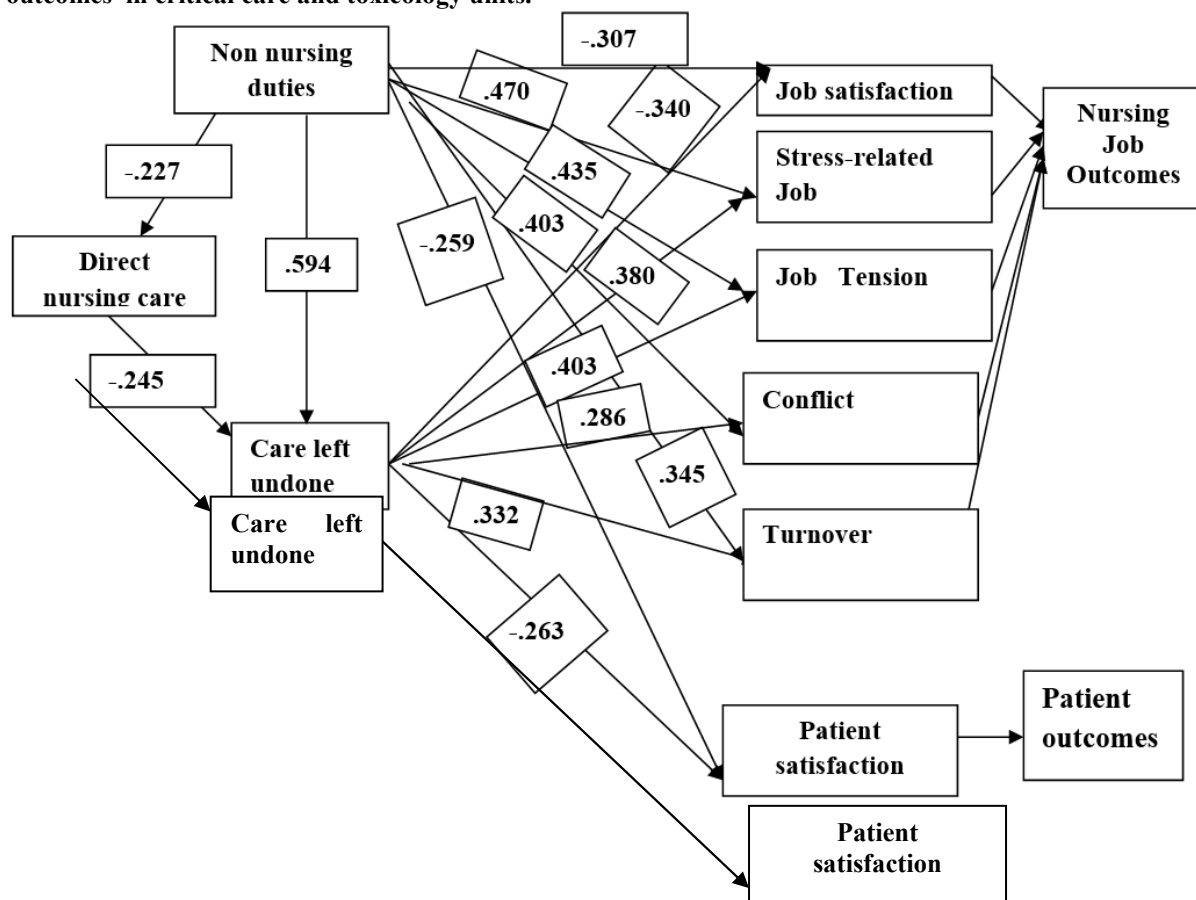 outcomes in critical care and toxicology units.
Non nursing
duties
-.307
.470
-.340
Job satisfaction
Nursing
Job
Outcomes
Stress-related
Job
-.227
.435
.403
-.259
.380
Direct
nursing care
.594
Job Tension
-.245
.403
.286
Conflict
Care left
undone
.345
Care left
undone
.332
Turnover
-.263
Patient
satisfaction
Patient
outcomes
Patient
satisfaction